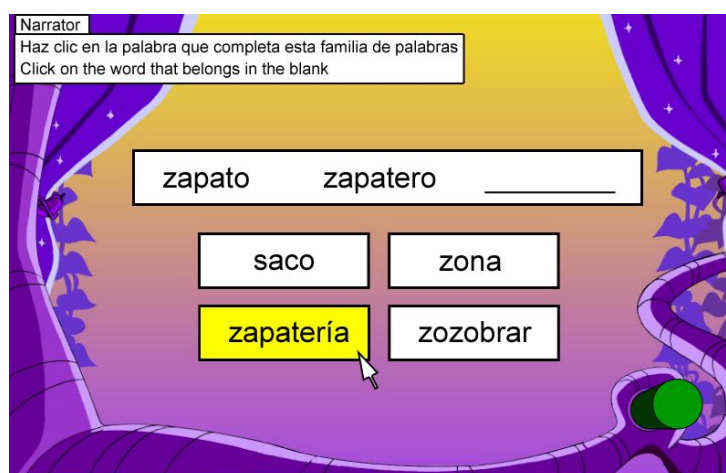 Narrator
Haz clic en la palabra que completa esta familia de palabras
Click on the word that belongs in the blank
zapato zapatero ________
saco zona
zapatería zozobrar